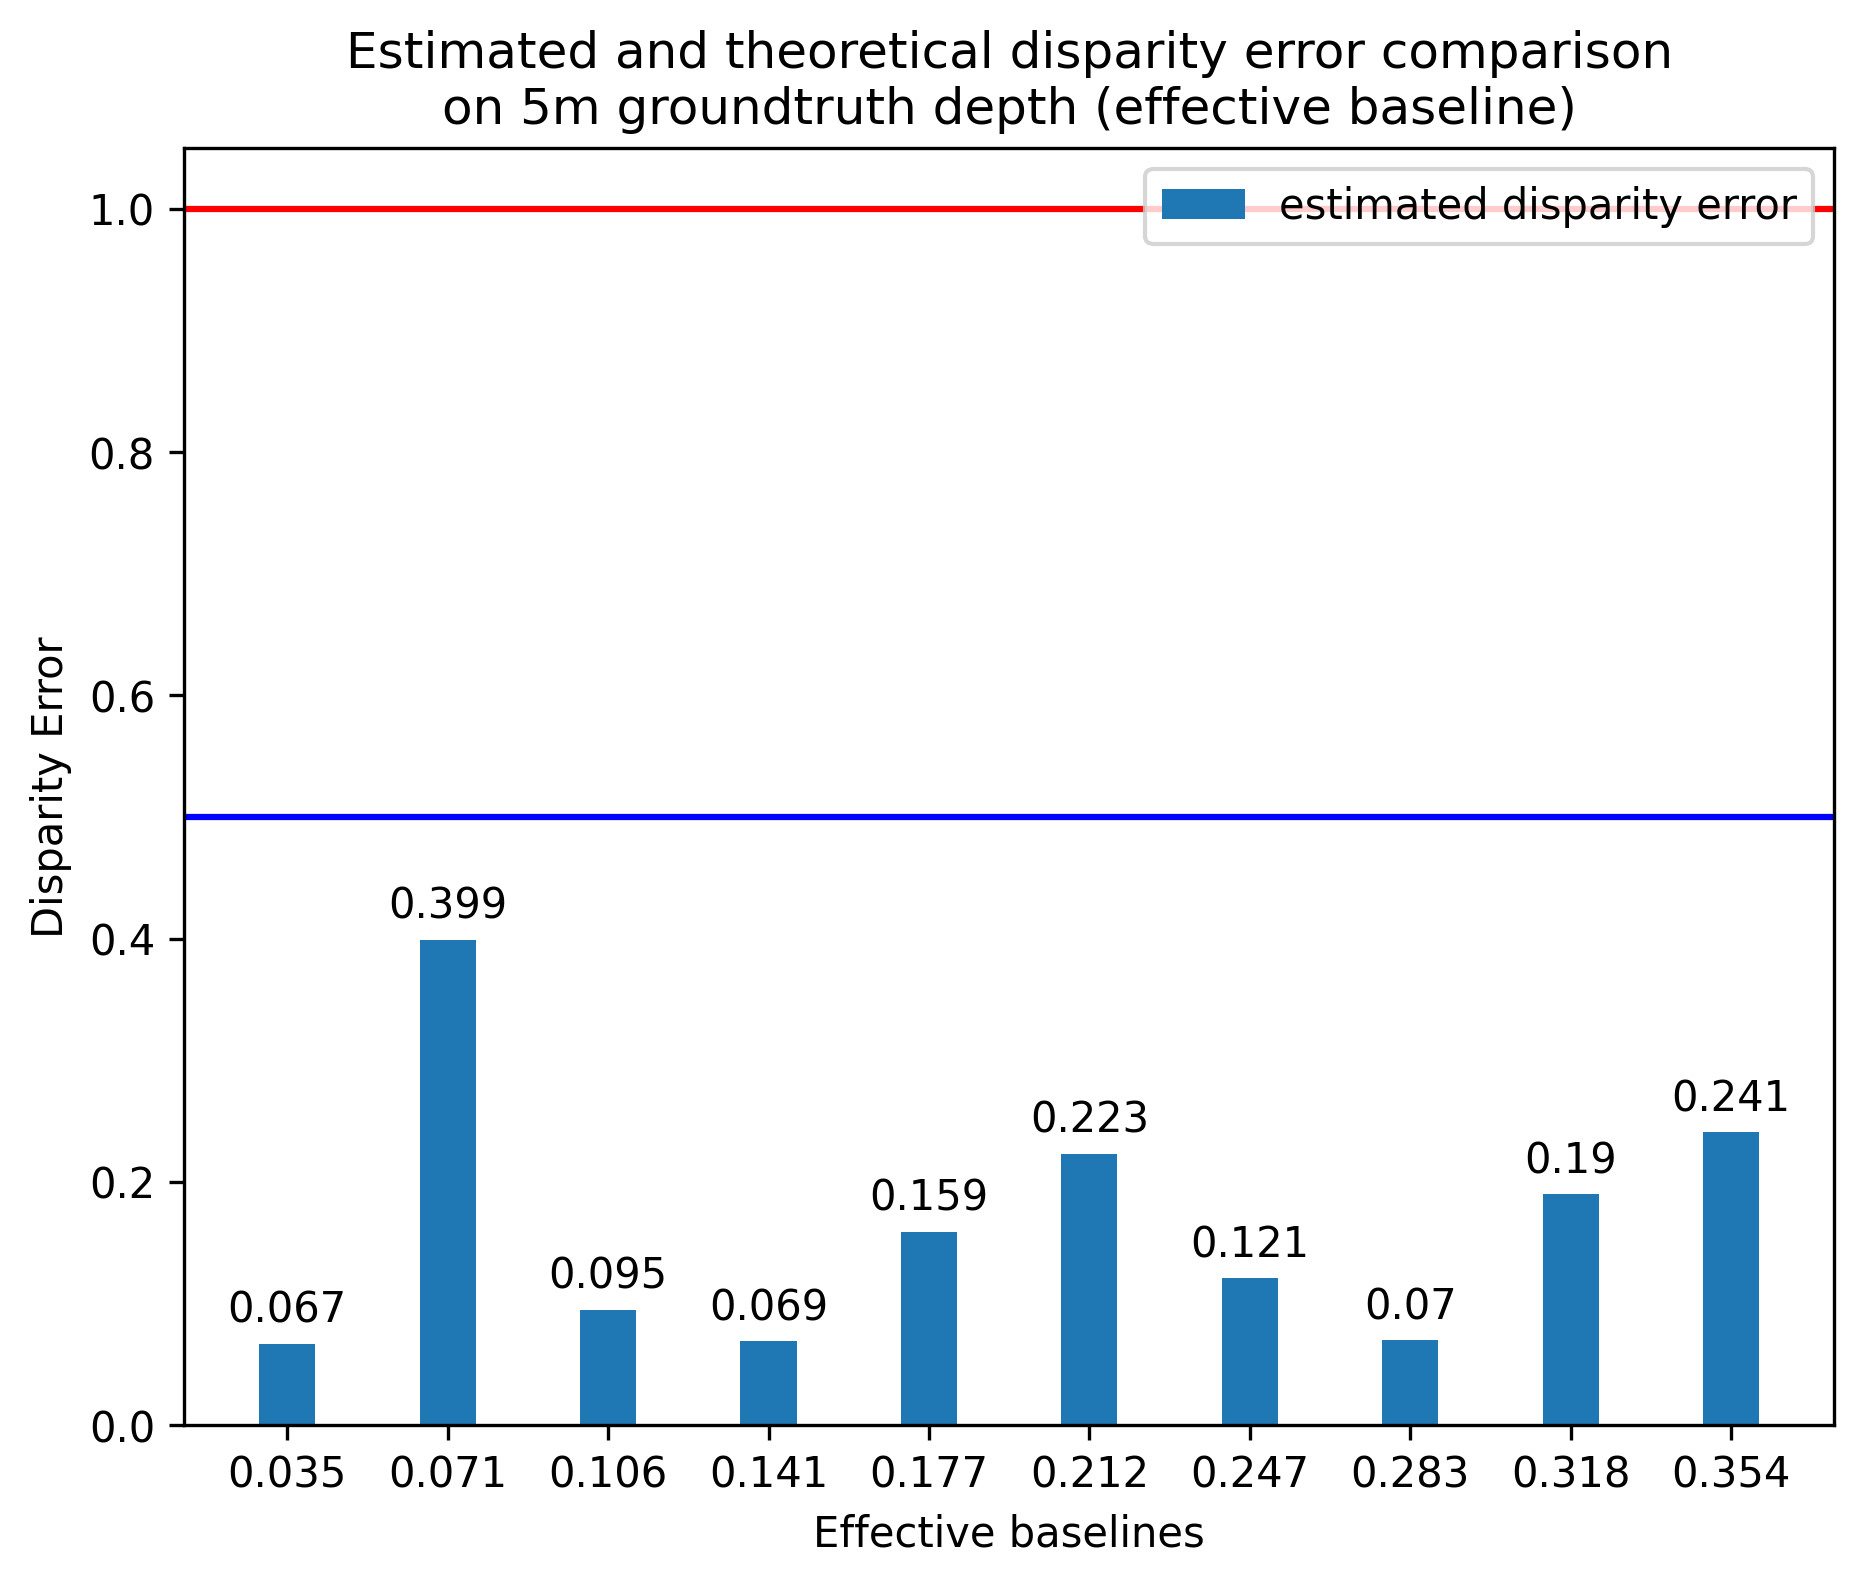 Estimated and theoretical disparity error comparison
on 5m groundtruth depth (effective baseline)
estimated disparity error
Disparity Error
1.0
0.8
0.6
0.4
0.2
0.0
0.067
0.399
0.095
0.069
0.159
0.223
0.121
0.07
0.19
0.241
0.035 0.071 0.106 0.141 0.177 0.212 0.247 0.283 0.318 0.354
Effective baselines